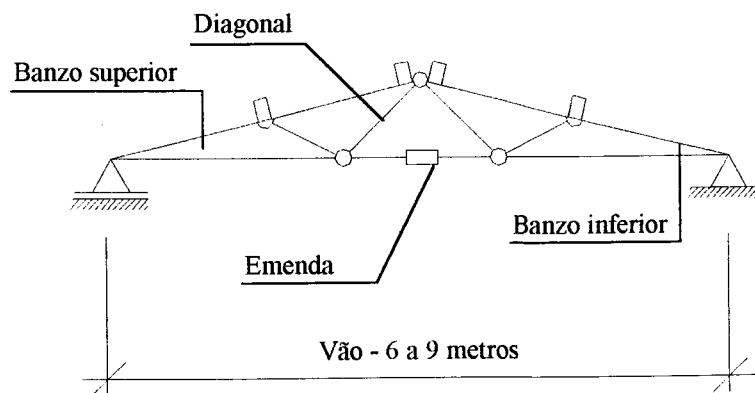 Diagonal
Banzo superior
Banzo inferior
Emenda
Vão - 6 a 9 metros